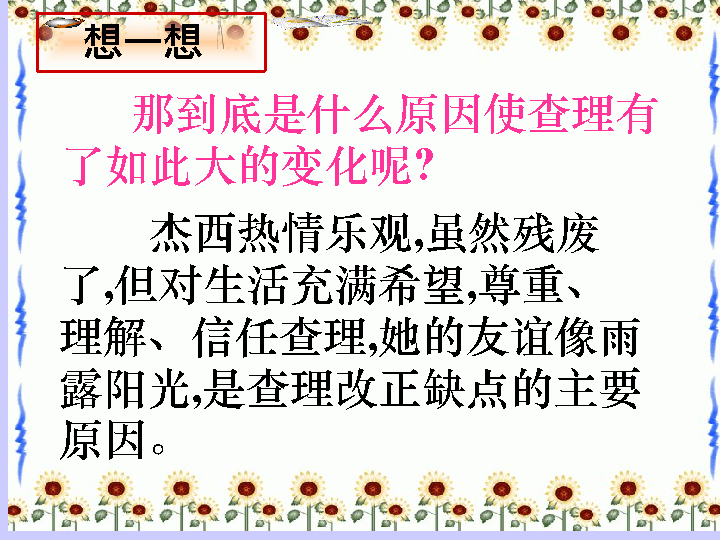 想一想
那到底是什么原因使查理有
了如此大的变化呢?
杰西热情乐观,虽然残废
了,但对生活充满希望,尊重、
理解、信任查理,她的友谊像雨
露阳光,是查理改正缺点的主要
原因。